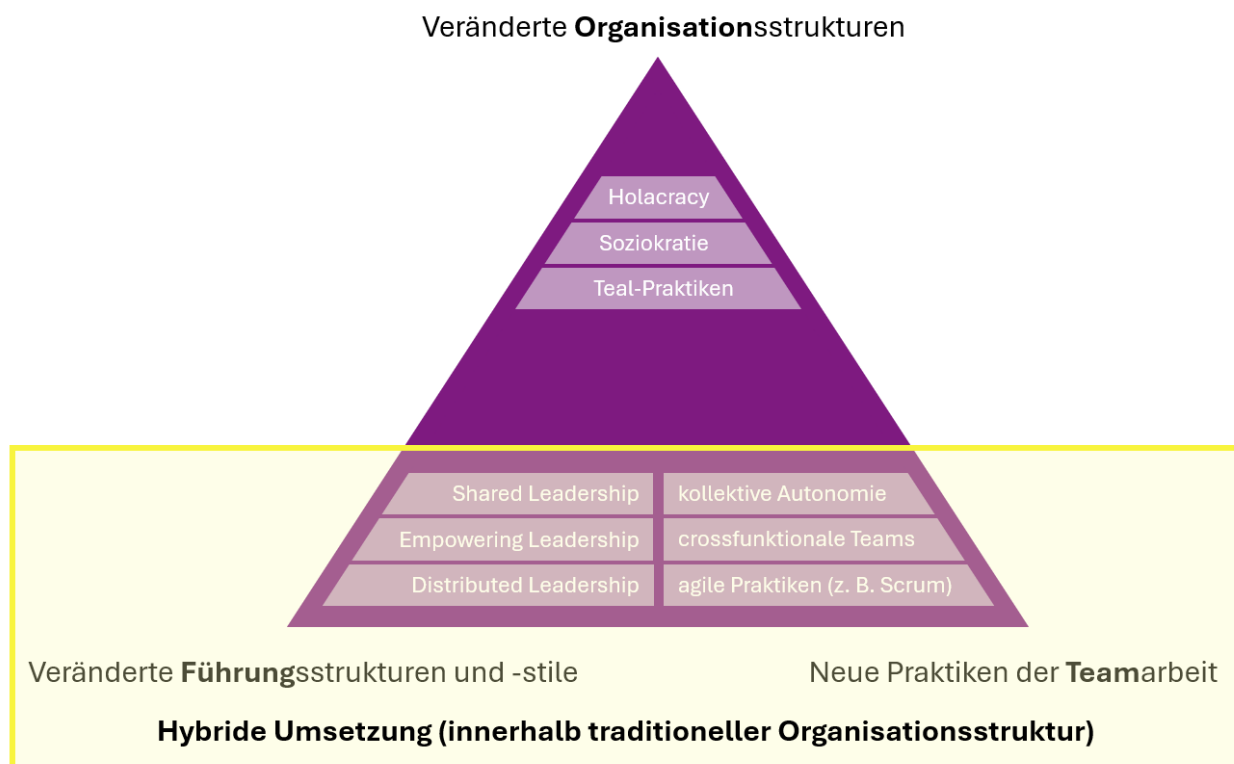 Veränderte Organisationsstrukturen
Holacracy
Soziokratie
Teal-Praktiken
Shared Leadership
kollektive Autonomie
Empowering Leadership
crossfunktionale Teams
Distributed Leadership
agile Praktiken (z. B. Scrum)
Veränderte Führungsstrukturen und -stile
Neue Praktiken der Teamarbeit
Hybride Umsetzung (innerhalb traditioneller Organisationsstruktur)